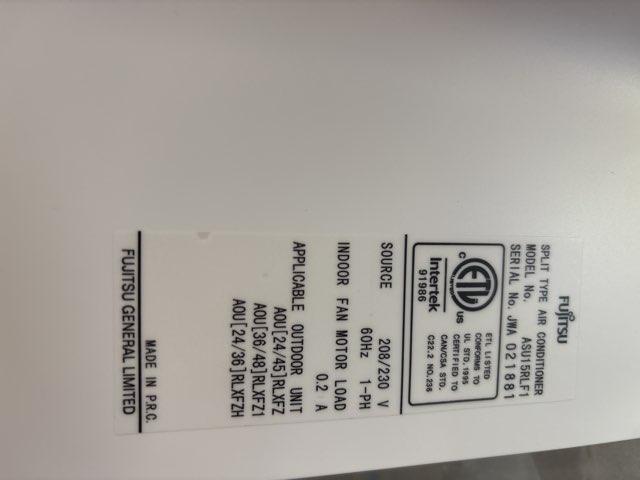 FUJITSU
SPLIT TYPE AIR CONDITIONER
MODEL No. ASU15RLF1
SERIAL No. JWA 021881
C ETL US
Intertek
91986
ETL LISTED
CONFORMS TO
UL STD.1995
CERTIFIED TO
CAN/CSA STD.
C22.2 NO.236
SOURCE 208/230 V
60Hz 1-PH
INDOOR FAN MOTOR LOAD
0.2 A
APPLICABLE OUTDOOR UNIT
AOU[24/45]RLXFZ
AOU[36/48]RLXFZ1
AOU[24/36]RLXFZH
MADE IN P.R.C.
FUJITSU GENERAL LIMITED